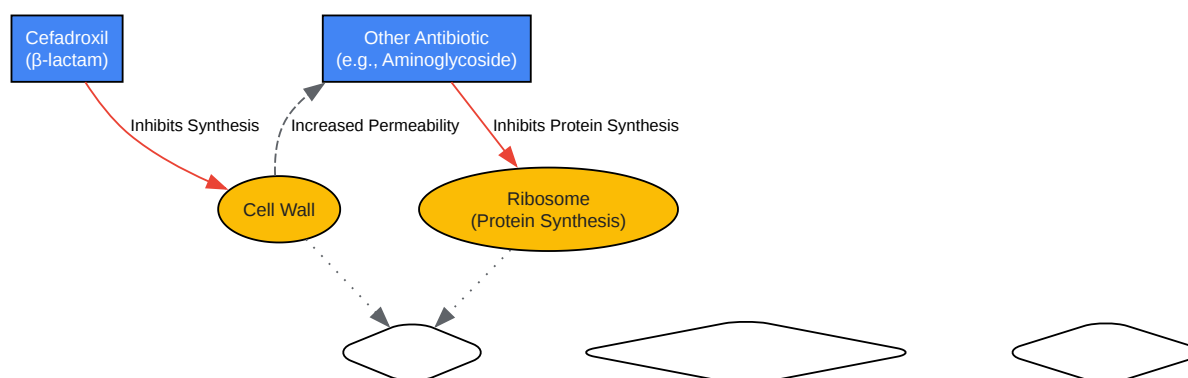 Cefadroxil
(β-lactam)
Other Antibiotic
(e.g., Aminoglycoside)
Inhibits Synthesis
Increased Permeability
Inhibits Protein Synthesis
Cell Wall
Ribosome
(Protein Synthesis)